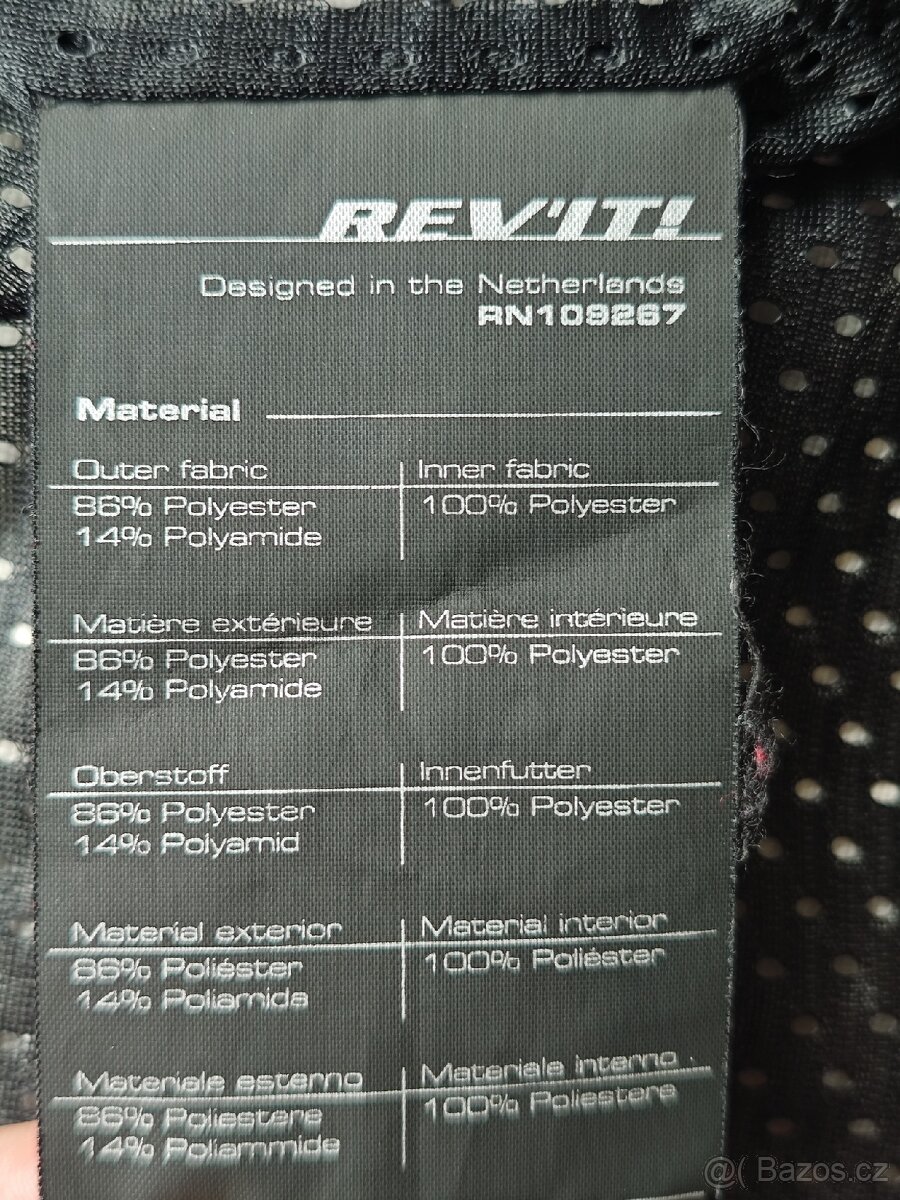 REV'IT!
Designed in the Netherlands
RN109267
Material
Outer fabric
Inner fabric
86% Polyester
14% Polyamide
100% Polyester
Matière extérieure
Matière intérieure
86% Polyester
14% Polyamide
100% Polyester
Oberstoff
Innenfutter
86% Polyester
14% Polyamid
100% Polyester
Material exterior
Material interior
86% Poliéster
14% Poliamida
100% Poliéster
Materiale esterno
Materiale interno
86% Poliestere
14% Poliammide
100% Poliestere
@( Bazos.cz